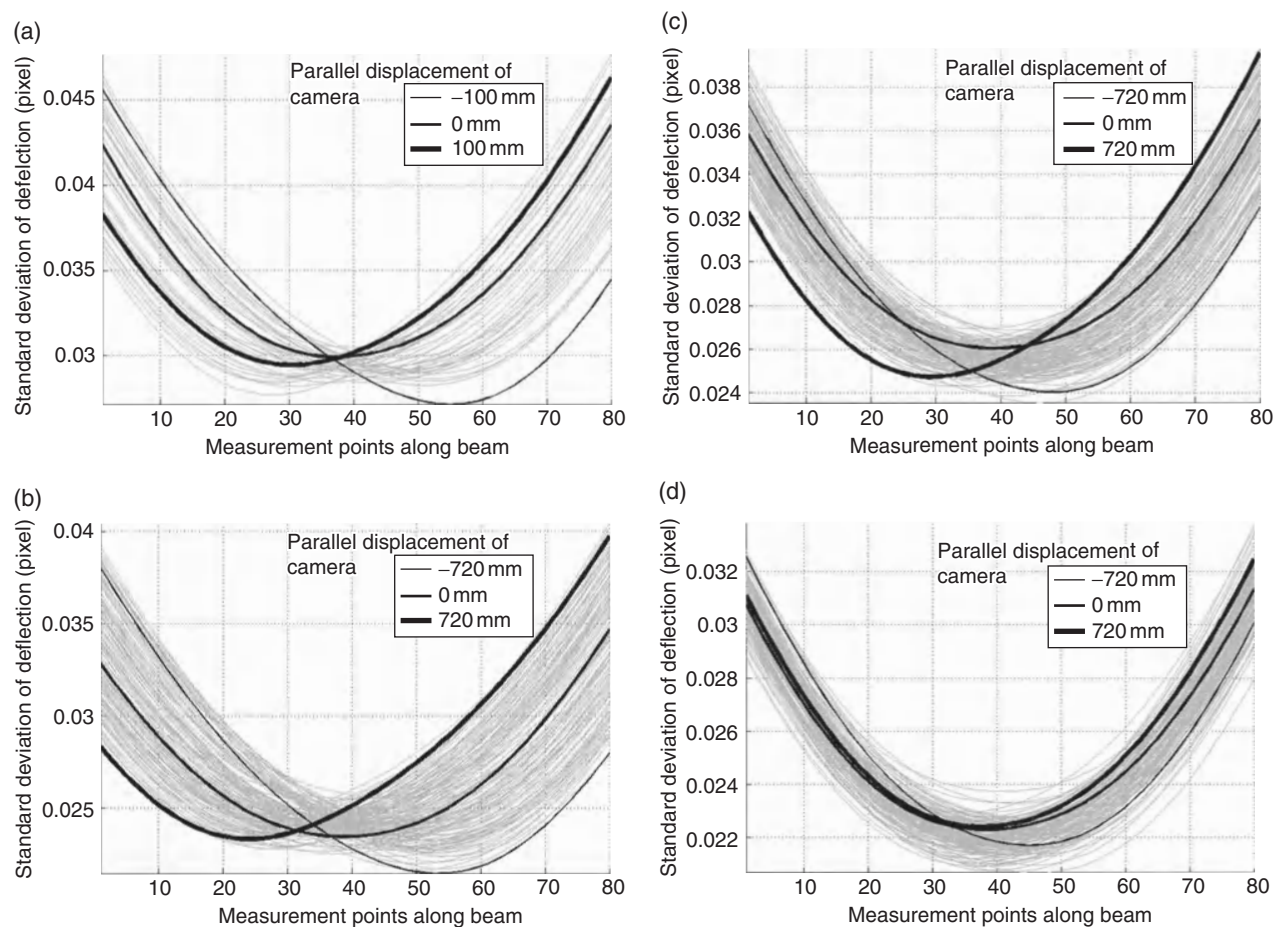 (a)
Standard deviation of defelction (pixel)
0.045
0.04
0.035
0.03
Parallel displacement of
camera
−100 mm
0 mm
100 mm
10 20 30 40 50 60 70 80
Measurement points along beam
(b)
Standard deviation of deflection (pixel)
0.04
0.035
0.03
0.025
Parallel displacement of
camera
−720 mm
0 mm
720 mm
10 20 30 40 50 60 70 80
Measurement points along beam
(c)
Standard deviation of defelction (pixel)
0.038
0.036
0.034
0.032
0.03
0.028
0.026
0.024
Parallel displacement of
camera
−720 mm
0 mm
720 mm
10 20 30 40 50 60 70 80
Measurement points along beam
(d)
Standard deviation of deflection (pixel)
0.032
0.03
0.028
0.026
0.024
0.022
Parallel displacement of
camera
−720 mm
0 mm
720 mm
10 20 30 40 50 60 70 80
Measurement points along beam